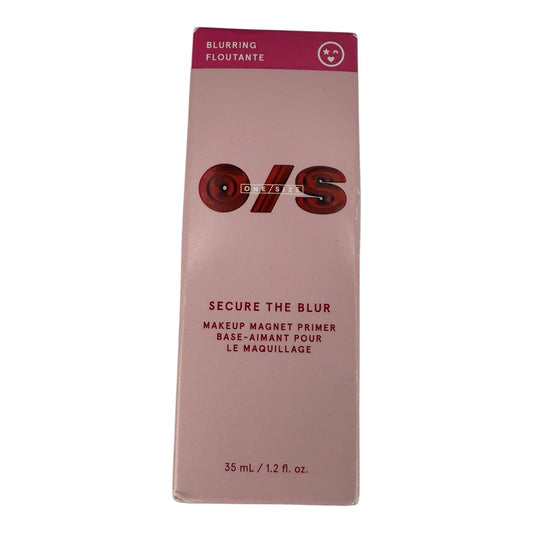 BLURRING
FLOUTANTE
O/S
ONE/SIZE
SECURE THE BLUR
MAKEUP MAGNET PRIMER
BASE-AIMANT POUR
LE MAQUILLAGE
35 mL / 1.2 fl. oz.